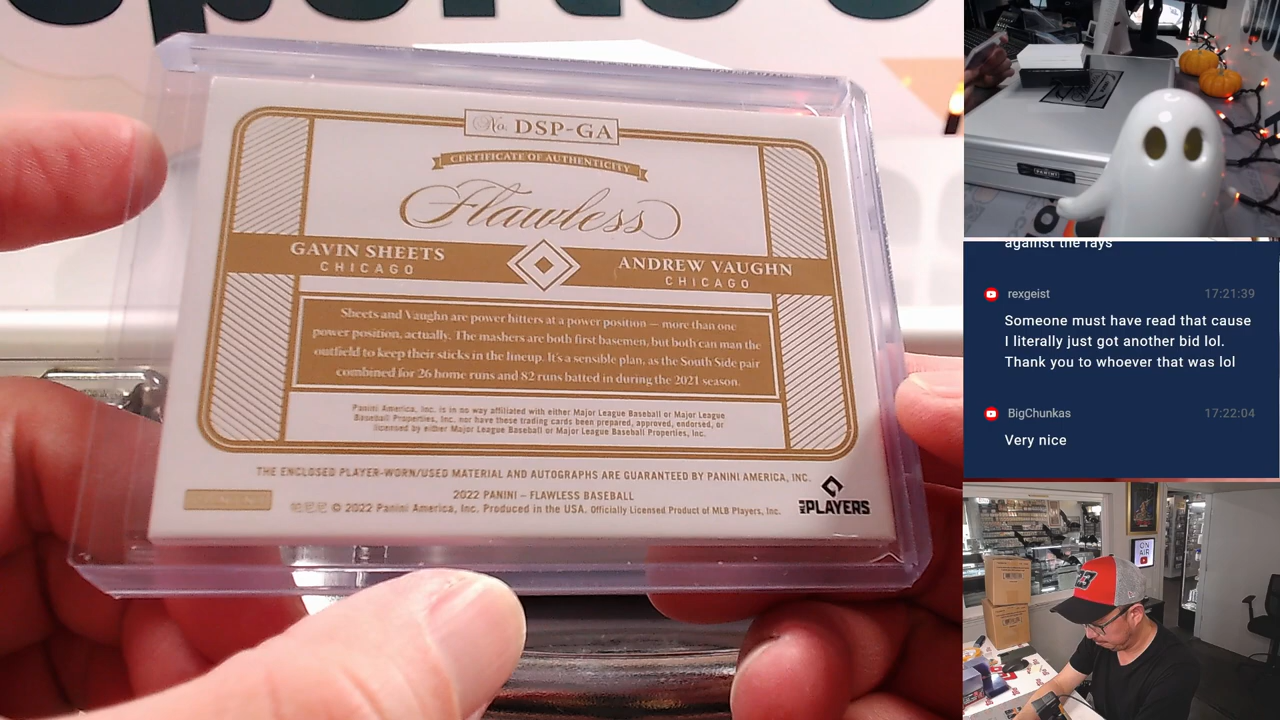 No. DSP-GA
CERTIFICATE OF AUTHENTICITY
Flawless
GAVIN SHEETS
CHICAGO
ANDREW VAUGHN
CHICAGO
Sheets and Vaughn are power hitters at a power position — more than one
power position, actually. The mashers are both first basemen, but both can man the
outfield to keep their sticks in the lineup. It's a sensible plan, as the South Side pair
combined for 26 home runs and 82 runs batted in during the 2021 season.
Panini America, Inc. is in no way affiliated with either Major League Baseball or Major League
Baseball Properties, Inc. nor have these trading cards been prepared, approved, endorsed, or
licensed by either Major League Baseball or Major League Baseball Properties, Inc.
THE ENCLOSED PLAYER-WORN/USED MATERIAL AND AUTOGRAPHS ARE GUARANTEED BY PANINI AMERICA, INC.
2022 PANINI – FLAWLESS BASEBALL
© 2022 Panini America, Inc. Produced in the USA. Officially Licensed Product of MLB Players, Inc.
MLB PLAYERS
PANINI
against the rays
rexgeist 17:21:39
Someone must have read that cause
I literally just got another bid lol.
Thank you to whoever that was lol
BigChunkas 17:22:04
Very nice
ON
AIR